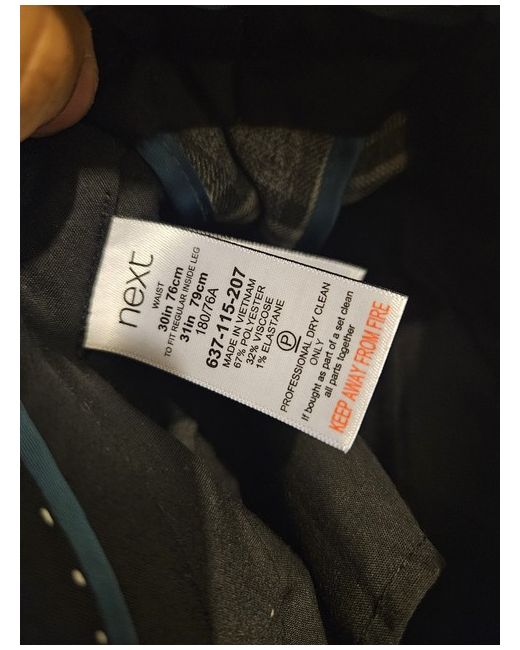 next
WAIST
30in 76cm
TO FIT REGULAR INSIDE LEG
31in 79cm
180/76A
637-115-207
MADE IN VIETNAM
67% POLYESTER
32% VISCOSE
1% ELASTANE
P
PROFESSIONAL DRY CLEAN
ONLY
If bought as part of a set clean
all parts together
KEEP AWAY FROM FIRE